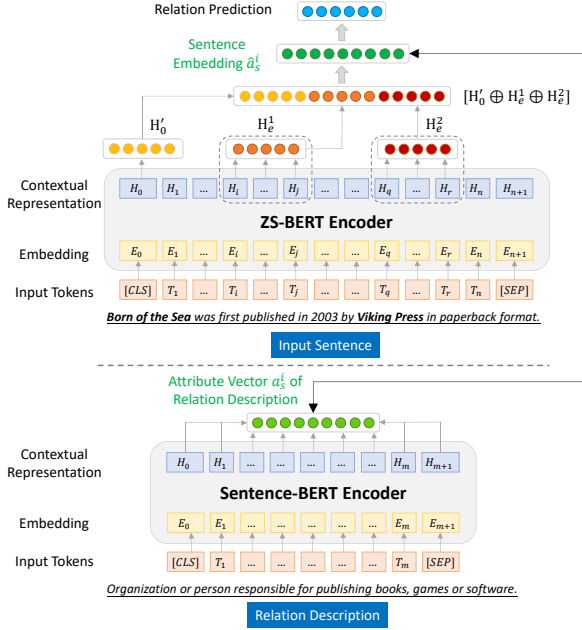 Relation Prediction
Sentence
Embedding â_s^i
[H′_0 ⊕ H_e^1 ⊕ H_e^2]
H′_0 H_e^1 H_e^2
Contextual
Representation
H_0 H_1 ... H_i ... H_j ... ... H_q ... H_r H_n H_{n+1}
ZS-BERT Encoder
Embedding E_0 E_1 ... E_i ... E_j ... ... E_q ... E_r E_n E_{n+1}
Input Tokens [CLS] T_1 ... T_i ... T_j ... ... T_q ... T_r T_n [SEP]
Born of the Sea was first published in 2003 by Viking Press in paperback format.
Input Sentence
Attribute Vector a_s^i of
Relation Description
Contextual
Representation
H_0 H_1 ... ... ... ... ... H_m H_{m+1}
Sentence-BERT Encoder
Embedding E_0 E_1 ... ... ... ... ... E_m E_{m+1}
Input Tokens [CLS] T_1 ... ... ... ... ... T_m [SEP]
Organization or person responsible for publishing books, games or software.
Relation Description